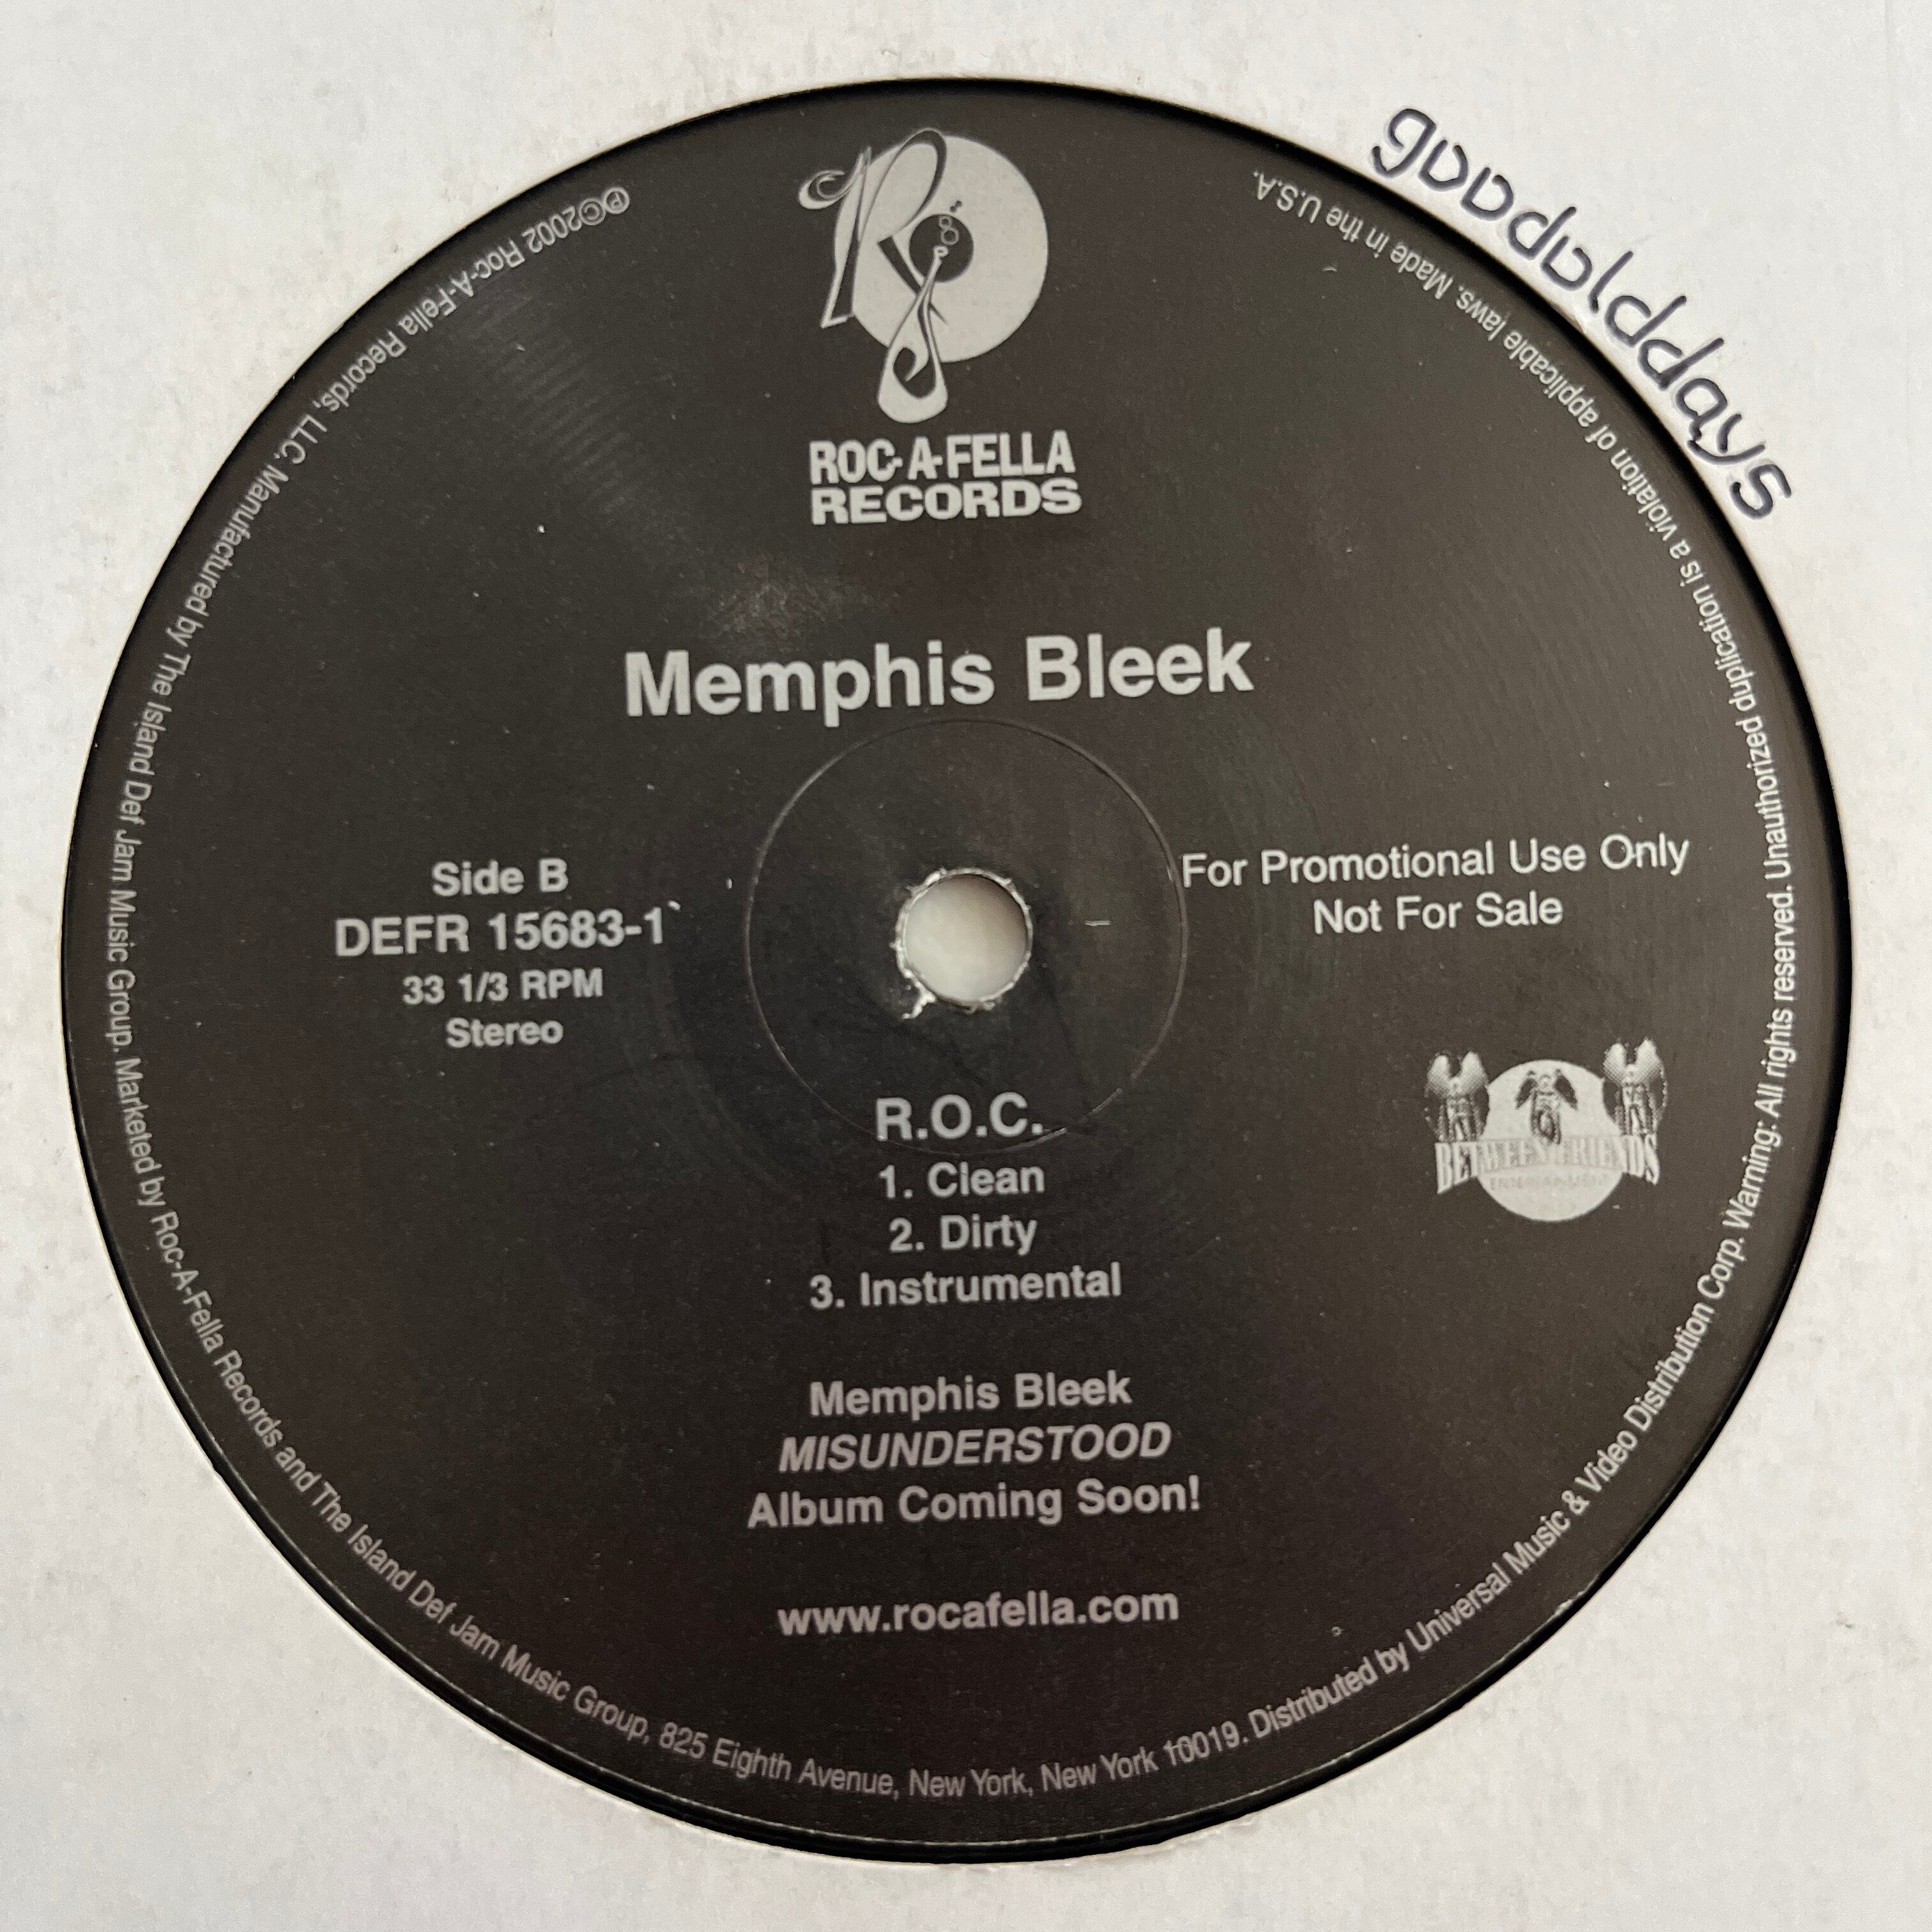 ROC-A-FELLA
RECORDS
Memphis Bleek
Side B
DEFR 15683-1
33 1/3 RPM
Stereo
For Promotional Use Only
Not For Sale
BETWEEN FRIENDS
ENTERTAINMENT
R.O.C.
1. Clean
2. Dirty
3. Instrumental
Memphis Bleek
MISUNDERSTOOD
Album Coming Soon!
www.rocafella.com
℗©2002 Roc-A-Fella Records, LLC. Manufactured by The Island Def Jam Music Group. Marketed by Roc-A-Fella Records and The Island Def Jam Music Group, 825 Eighth Avenue, New York, New York 10019. Distributed by Universal Music & Video Distribution Corp. Warning: All rights reserved. Unauthorized duplication is a violation of applicable laws. Made in the U.S.A.